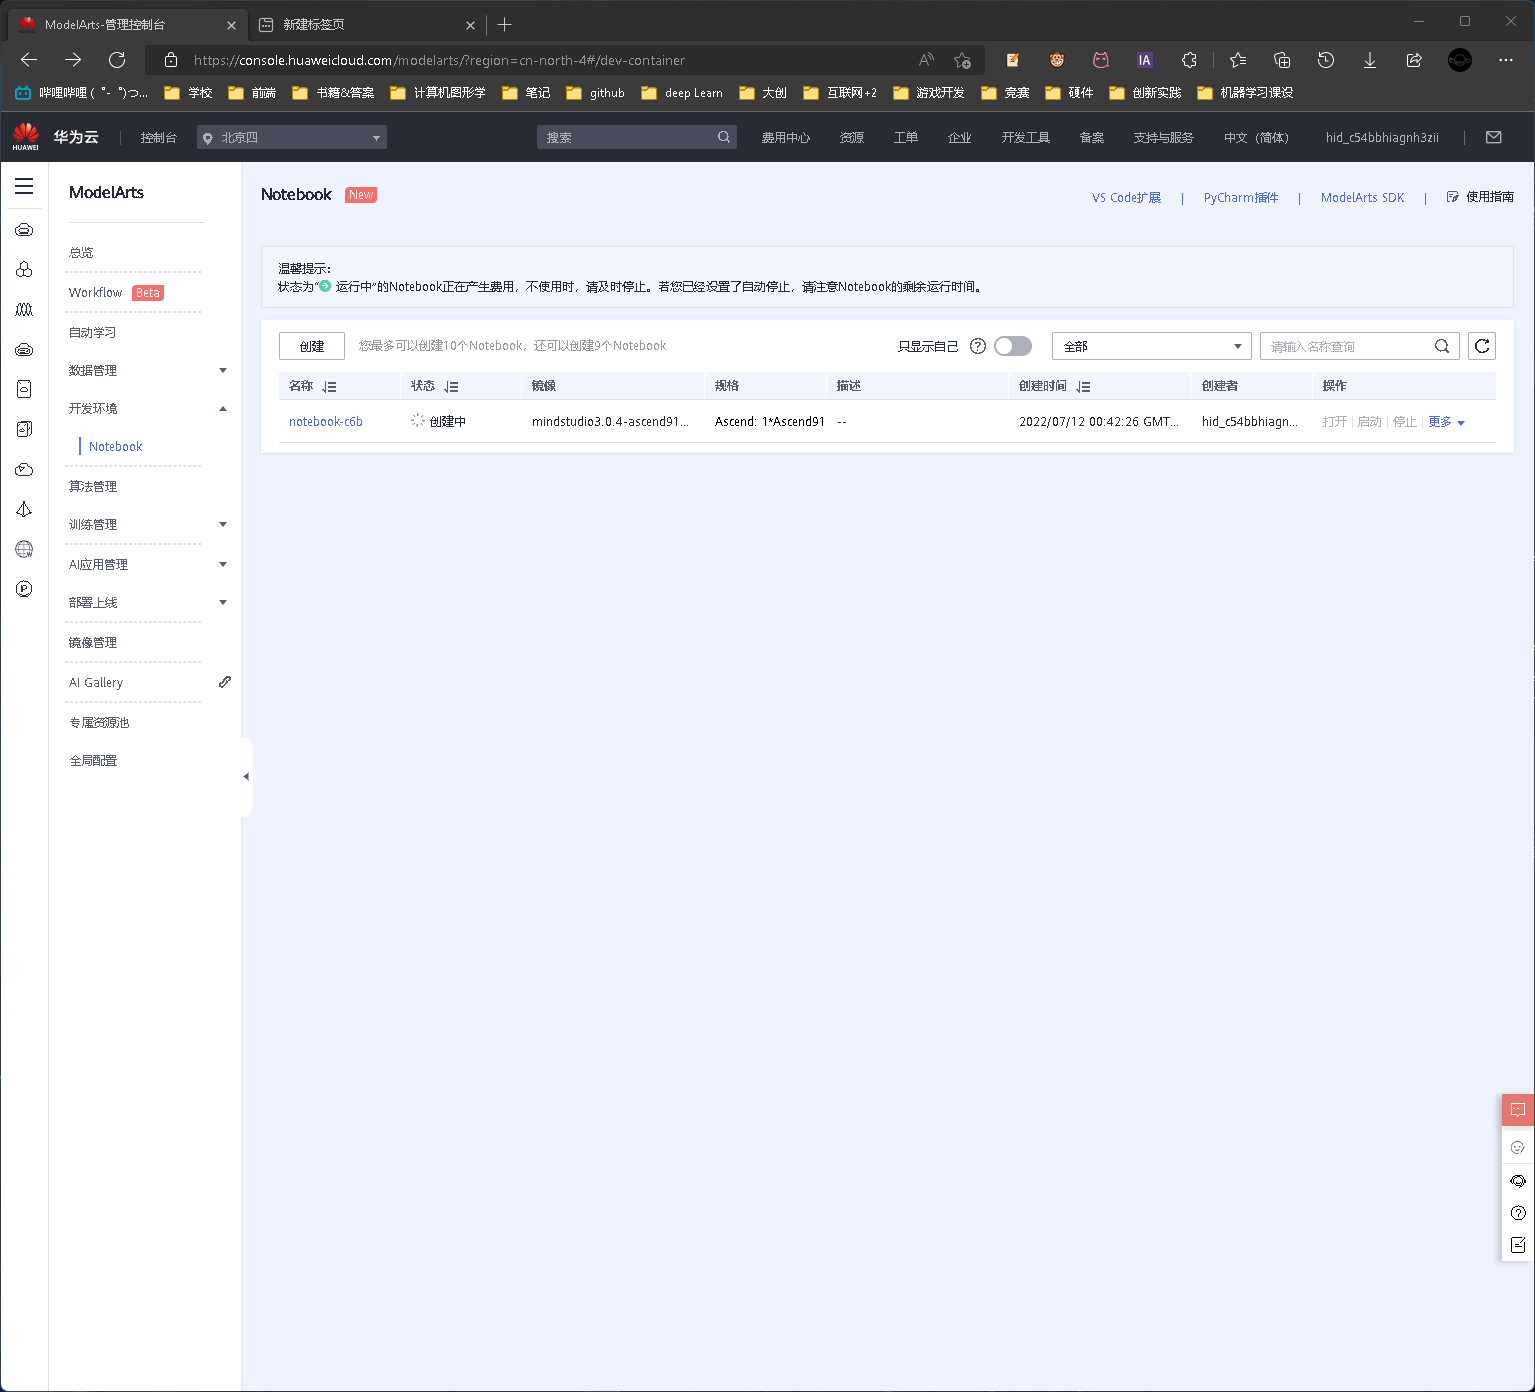 ModelArts-管理控制台
新建标签页
https://console.huaweicloud.com/modelarts/?region=cn-north-4#/dev-container
IA
哔哩哔哩 ( ゜- ゜)つ...
学校
前端
书籍&答案
计算机图形学
笔记
github
deep Learn
大创
互联网+2
游戏开发
竞赛
硬件
创新实践
机器学习课设
HUAWEI
华为云
控制台
北京四
搜索
费用中心
资源
工单
企业
开发工具
备案
支持与服务
中文（简体）
hid_c54bbhiagnh3zii
ModelArts
总览
Workflow Beta
自动学习
数据管理
开发环境
Notebook
算法管理
训练管理
AI应用管理
部署上线
镜像管理
AI Gallery
专属资源池
全局配置
Notebook New
VS Code扩展 | PyCharm插件 | ModelArts SDK | 使用指南
温馨提示：
状态为“ 运行中”的Notebook正在产生费用，不使用时，请及时停止。若您已经设置了自动停止，请注意Notebook的剩余运行时间。
创建
您最多可以创建10个Notebook，还可以创建9个Notebook
只显示自己
全部
请输入名称查询
名称 状态 镜像 规格 描述 创建时间 创建者 操作
notebook-c6b 创建中 mindstudio3.0.4-ascend91... Ascend: 1*Ascend91 -- 2022/07/12 00:42:26 GMT... hid_c54bbhiagn... 打开 | 启动 | 停止 | 更多